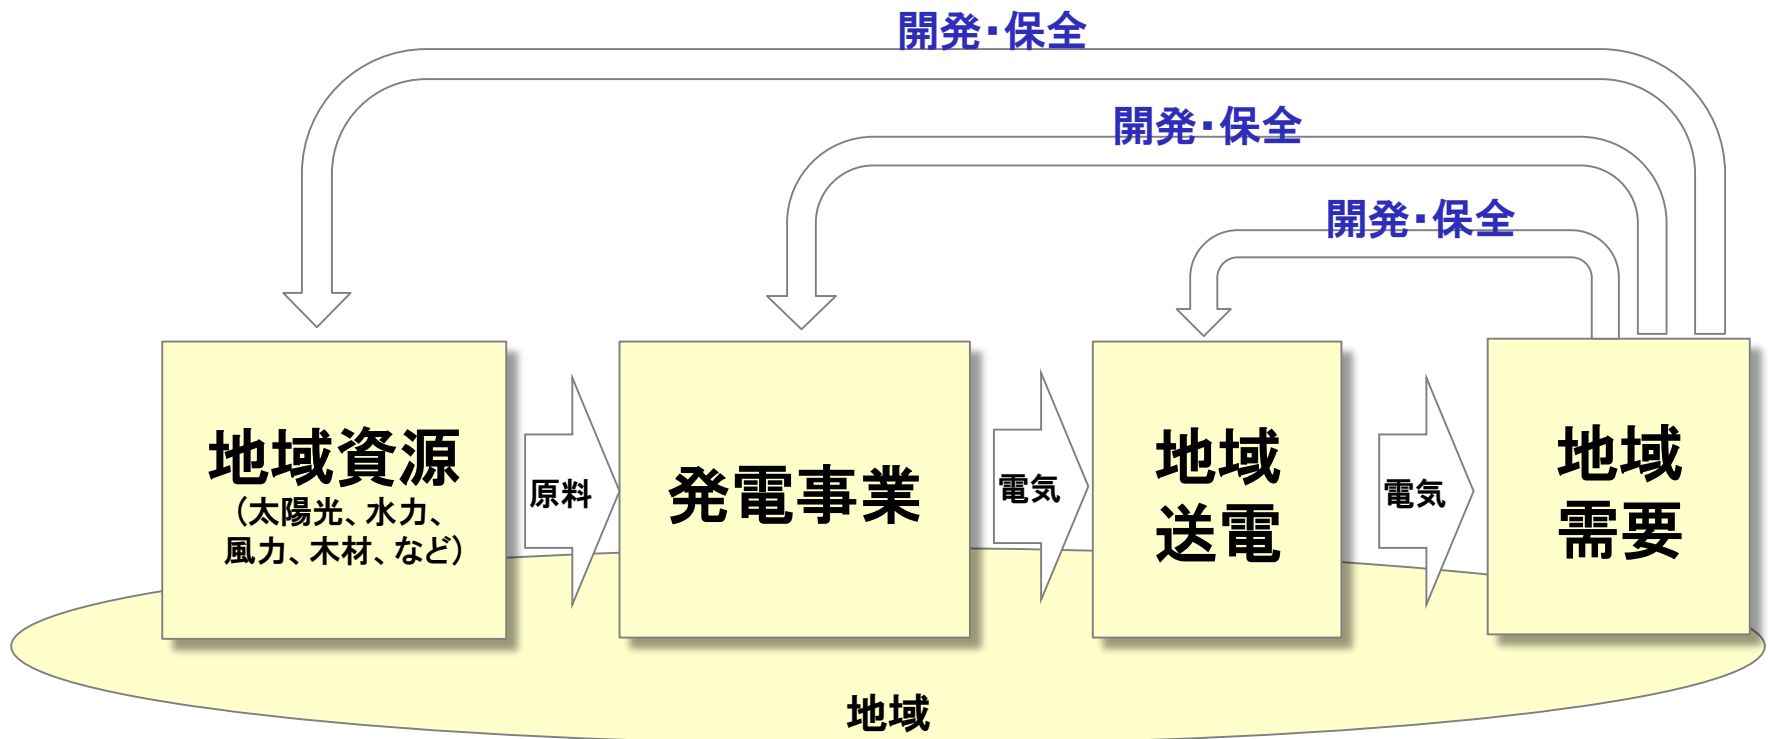 開発・保全
開発・保全
開発・保全
地域資源
（太陽光、水力、
風力、木材、など）
原料
発電事業
電気
地域
送電
電気
地域
需要
地域